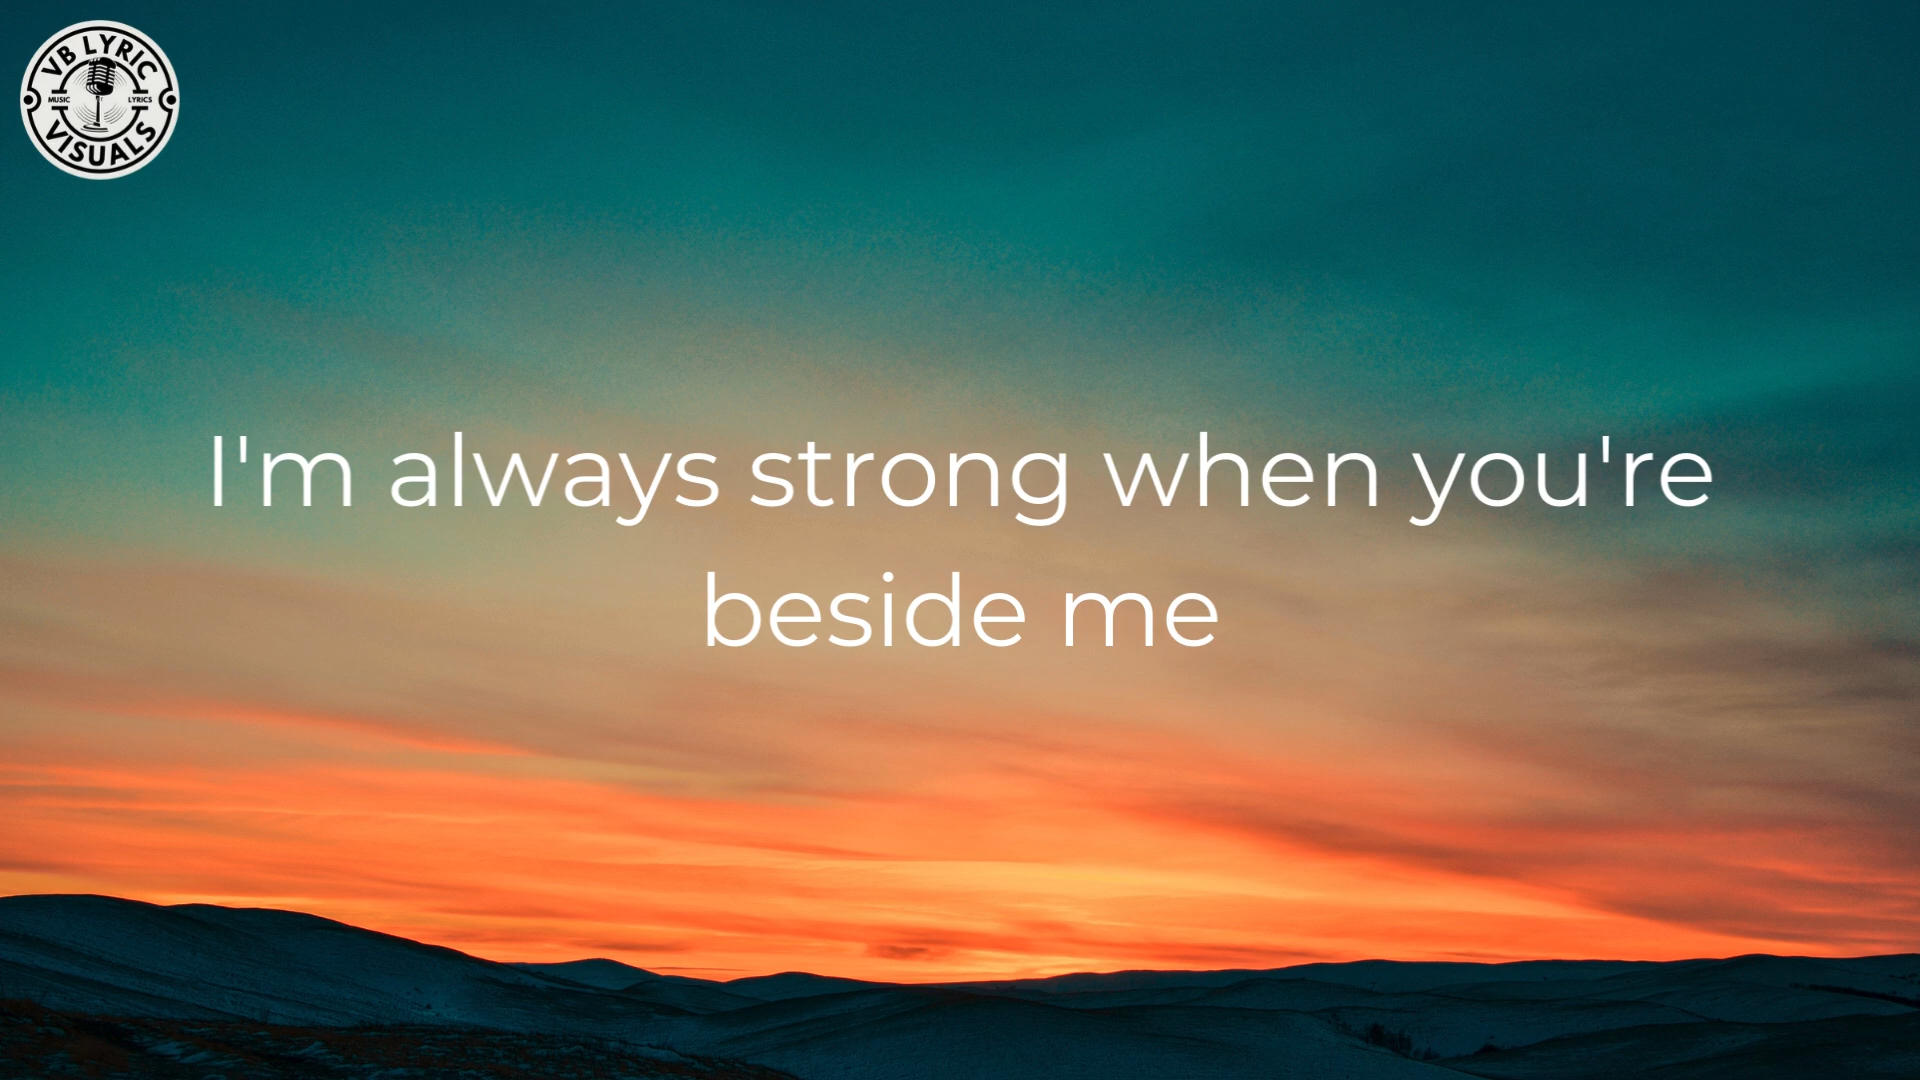 VB LYRIC
MUSIC
LYRICS
VISUALS
I'm always strong when you're
beside me